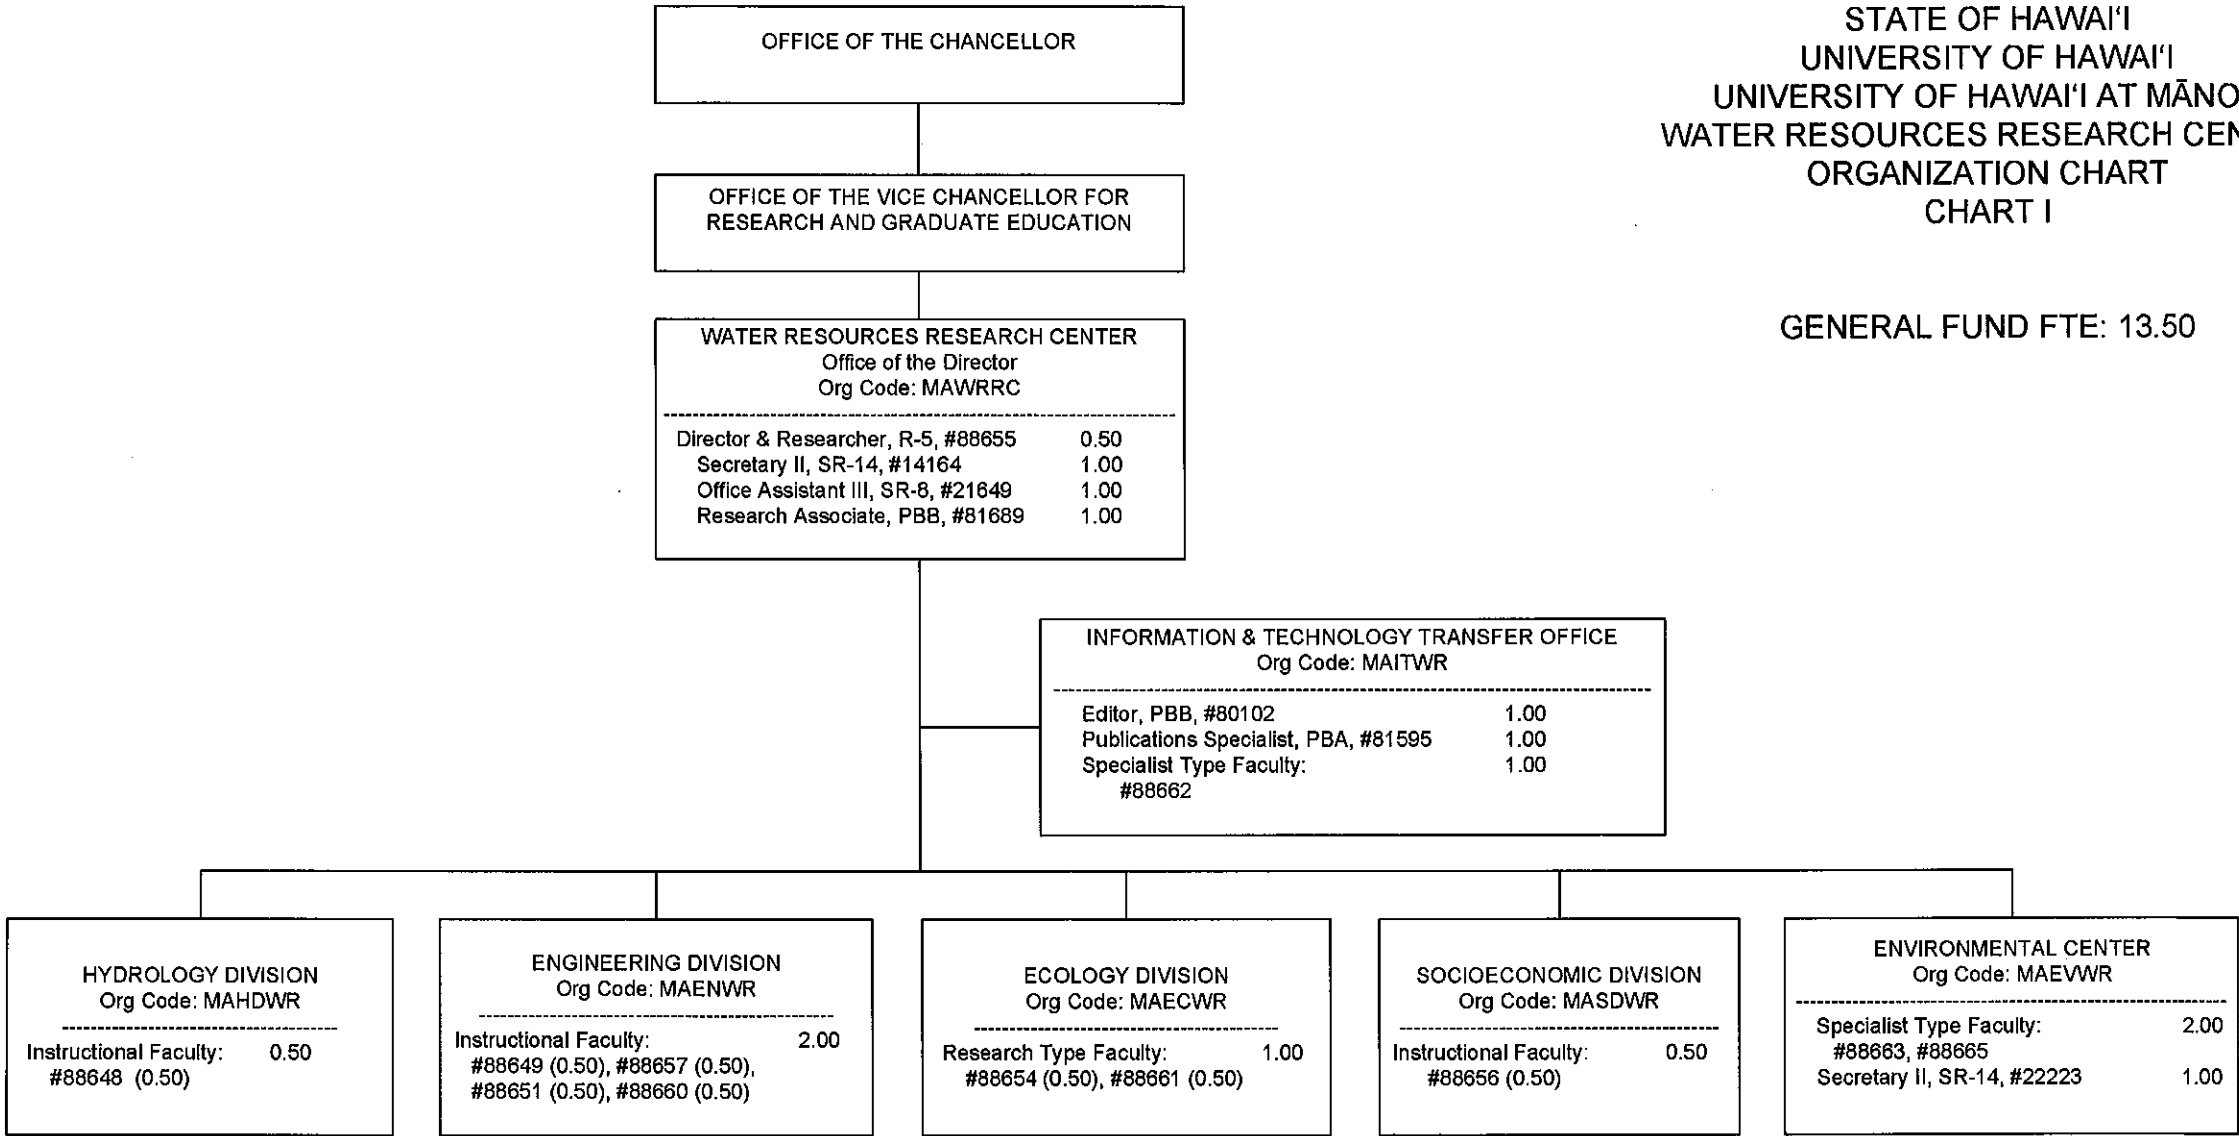 STATE OF HAWAI'I
UNIVERSITY OF HAWAI'I
UNIVERSITY OF HAWAI'I AT MĀNO
WATER RESOURCES RESEARCH CEN
ORGANIZATION CHART
CHART I
GENERAL FUND FTE: 13.50
OFFICE OF THE CHANCELLOR
OFFICE OF THE VICE CHANCELLOR FOR
RESEARCH AND GRADUATE EDUCATION
WATER RESOURCES RESEARCH CENTER
Office of the Director
Org Code: MAWRRC
Director & Researcher, R-5, #88655 0.50
Secretary II, SR-14, #14164 1.00
Office Assistant III, SR-8, #21649 1.00
Research Associate, PBB, #81689 1.00
INFORMATION & TECHNOLOGY TRANSFER OFFICE
Org Code: MAITWR
Editor, PBB, #80102 1.00
Publications Specialist, PBA, #81595 1.00
Specialist Type Faculty: 1.00
#88662
HYDROLOGY DIVISION
Org Code: MAHDWR
Instructional Faculty: 0.50
#88648 (0.50)
ENGINEERING DIVISION
Org Code: MAENWR
Instructional Faculty: 2.00
#88649 (0.50), #88657 (0.50),
#88651 (0.50), #88660 (0.50)
ECOLOGY DIVISION
Org Code: MAECWR
Research Type Faculty: 1.00
#88654 (0.50), #88661 (0.50)
SOCIOECONOMIC DIVISION
Org Code: MASDWR
Instructional Faculty: 0.50
#88656 (0.50)
ENVIRONMENTAL CENTER
Org Code: MAEVWR
Specialist Type Faculty: 2.00
#88663, #88665
Secretary II, SR-14, #22223 1.00